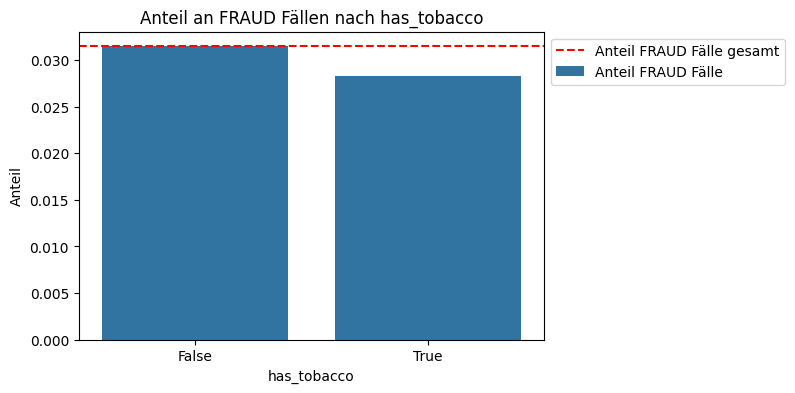 Anteil an FRAUD Fällen nach has_tobacco
Anteil FRAUD Fälle gesamt
Anteil FRAUD Fälle
Anteil
0.030
0.025
0.020
0.015
0.010
0.005
0.000
False
True
has_tobacco